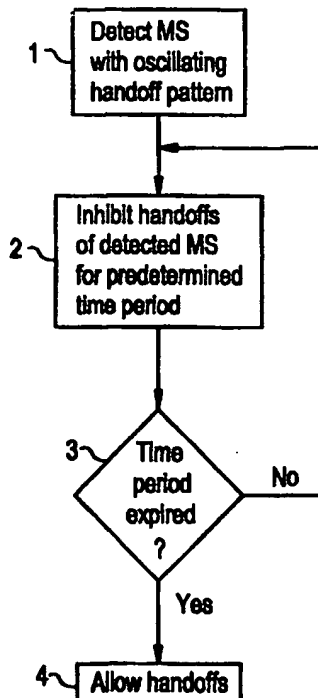 1
Detect MS
with oscillating
handoff pattern
2
Inhibit handoffs
of detected MS
for predetermined
time period
3
Time
period
expired
?
No
Yes
4
Allow handoffs